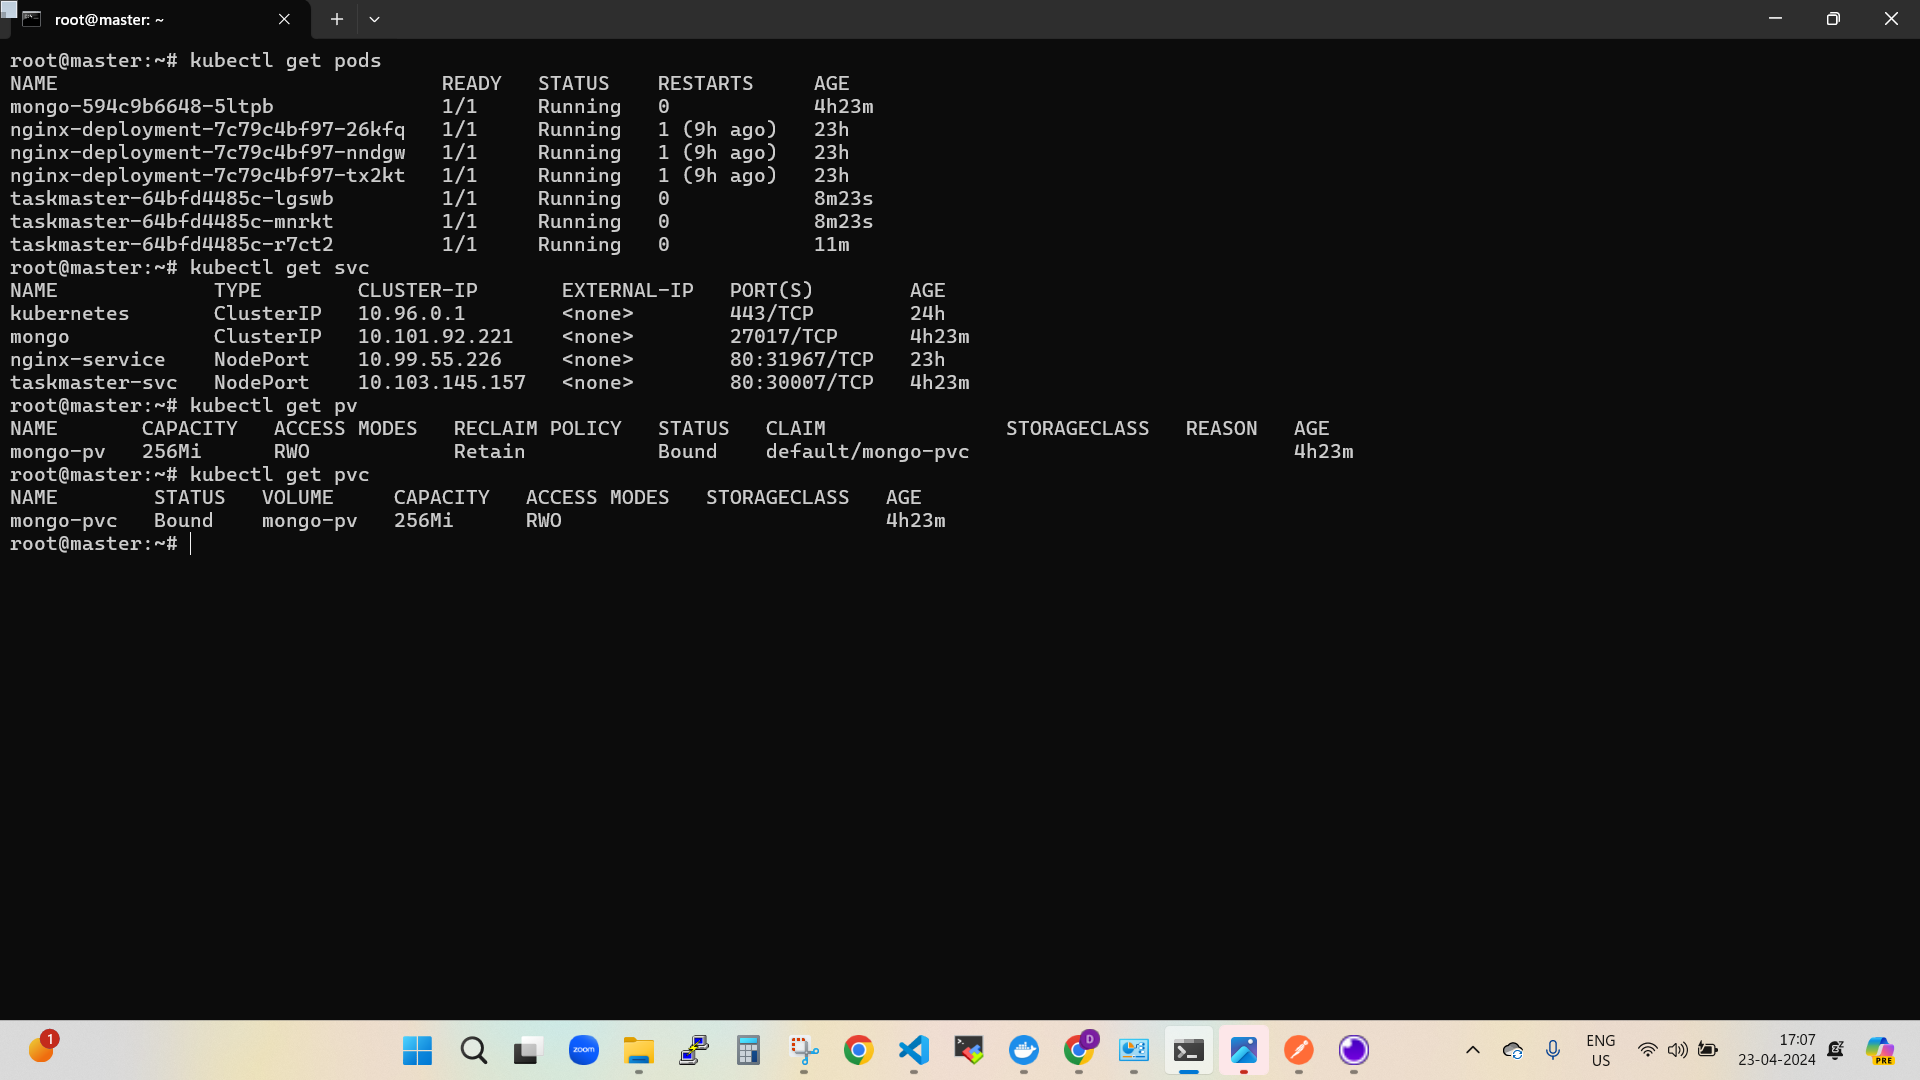 root@master: ~
root@master:~# kubectl get pods
NAME READY STATUS RESTARTS AGE
mongo-594c9b6648-5ltpb 1/1 Running 0 4h23m
nginx-deployment-7c79c4bf97-26kfq 1/1 Running 1 (9h ago) 23h
nginx-deployment-7c79c4bf97-nndgw 1/1 Running 1 (9h ago) 23h
nginx-deployment-7c79c4bf97-tx2kt 1/1 Running 1 (9h ago) 23h
taskmaster-64bfd4485c-lgswb 1/1 Running 0 8m23s
taskmaster-64bfd4485c-mnrkt 1/1 Running 0 8m23s
taskmaster-64bfd4485c-r7ct2 1/1 Running 0 11m
root@master:~# kubectl get svc
NAME TYPE CLUSTER-IP EXTERNAL-IP PORT(S) AGE
kubernetes ClusterIP 10.96.0.1 <none> 443/TCP 24h
mongo ClusterIP 10.101.92.221 <none> 27017/TCP 4h23m
nginx-service NodePort 10.99.55.226 <none> 80:31967/TCP 23h
taskmaster-svc NodePort 10.103.145.157 <none> 80:30007/TCP 4h23m
root@master:~# kubectl get pv
NAME CAPACITY ACCESS MODES RECLAIM POLICY STATUS CLAIM STORAGECLASS REASON AGE
mongo-pv 256Mi RWO Retain Bound default/mongo-pvc 4h23m
root@master:~# kubectl get pvc
NAME STATUS VOLUME CAPACITY ACCESS MODES STORAGECLASS AGE
mongo-pvc Bound mongo-pv 256Mi RWO 4h23m
root@master:~#
1
zoom
D
ENG
US
17:07
23-04-2024
PRE